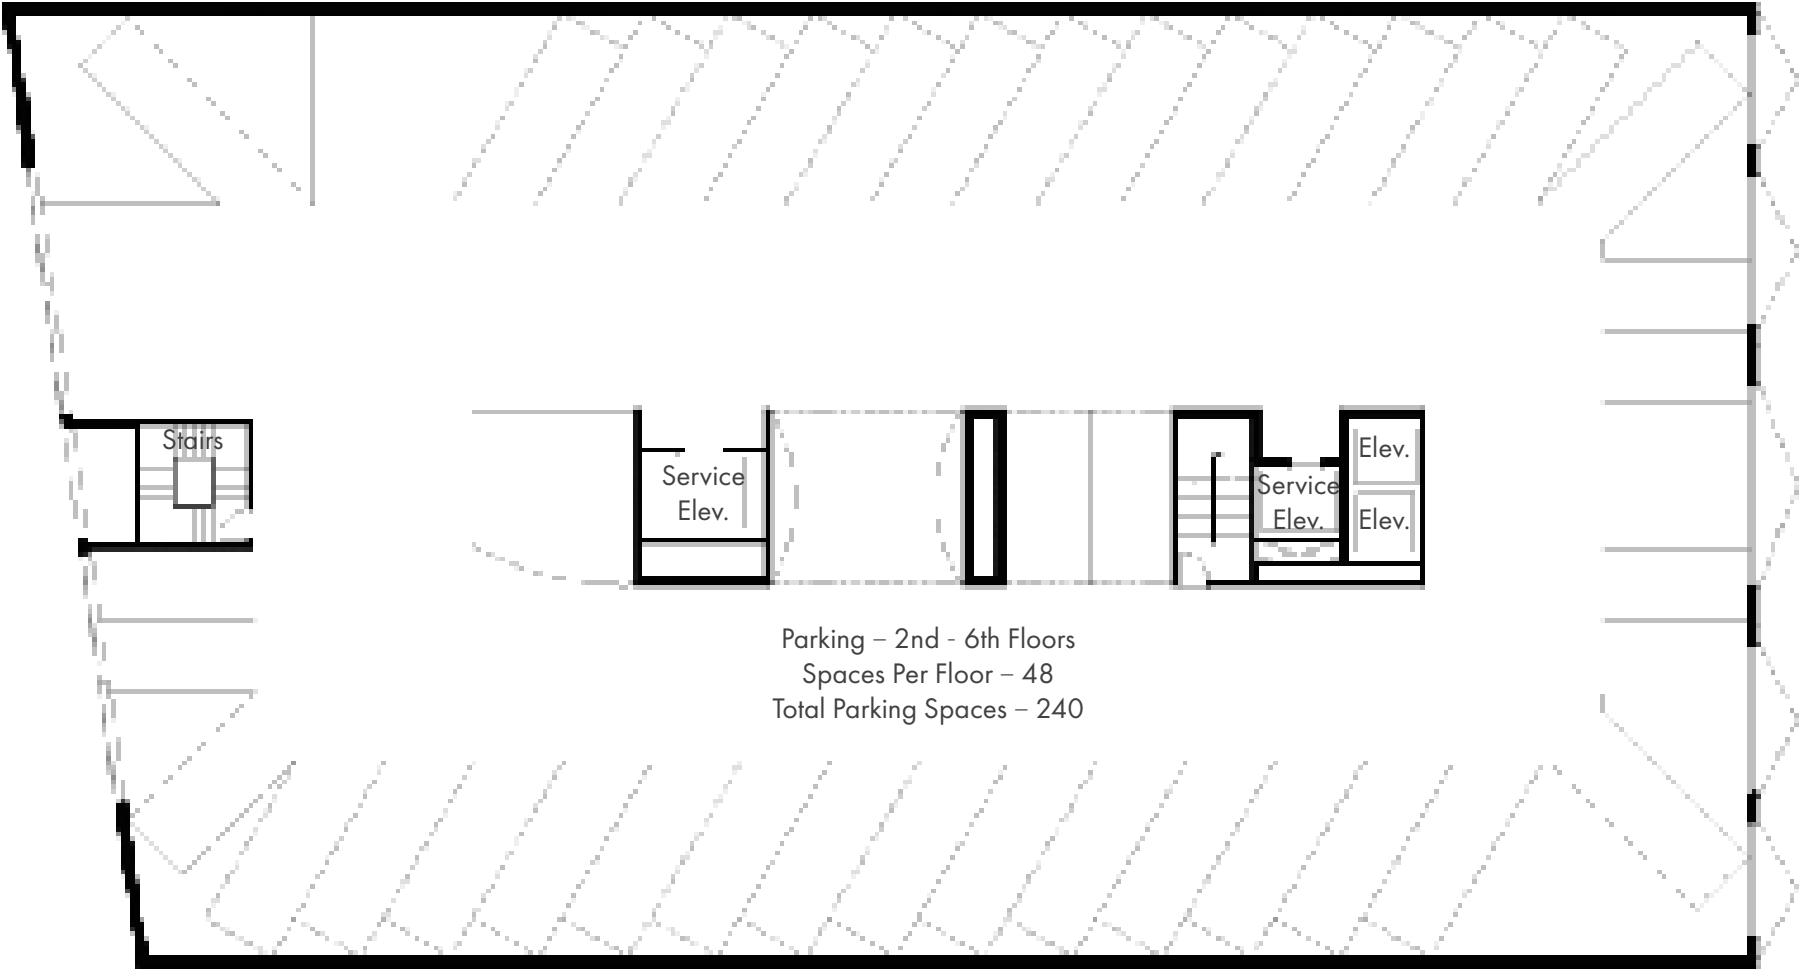 Stairs
Service
Elev.
Elev.
Service
Elev.
Elev.
Parking – 2nd - 6th Floors
Spaces Per Floor – 48
Total Parking Spaces – 240